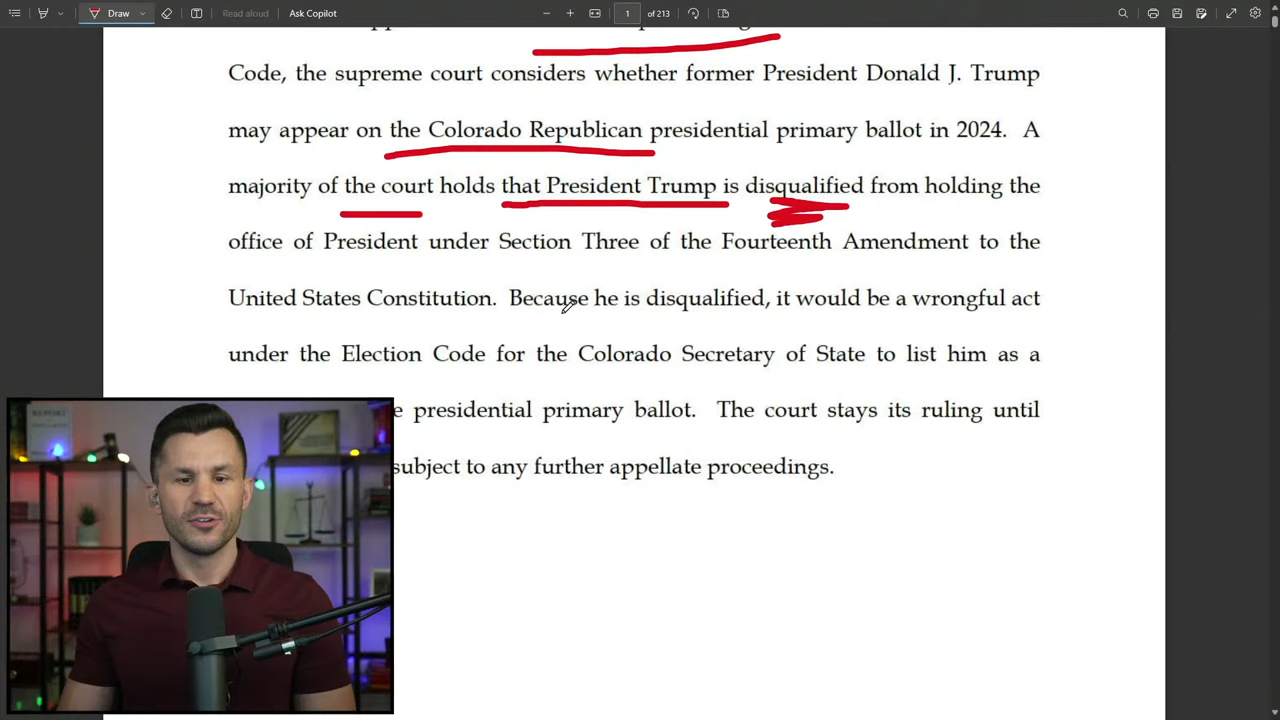 Draw
Read aloud
Ask Copilot
1
of 213
Code, the supreme court considers whether former President Donald J. Trump
may appear on the Colorado Republican presidential primary ballot in 2024. A
majority of the court holds that President Trump is disqualified from holding the
office of President under Section Three of the Fourteenth Amendment to the
United States Constitution. Because he is disqualified, it would be a wrongful act
under the Election Code for the Colorado Secretary of State to list him as a
presidential primary ballot. The court stays its ruling until
subject to any further appellate proceedings.